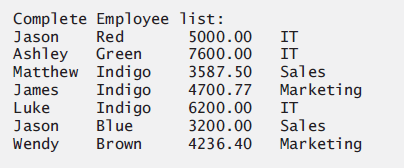 Complete Employee list:
Jason    Red      5000.00   IT
Ashley   Green    7600.00   IT
Matthew  Indigo   3587.50   Sales
James    Indigo   4700.77   Marketing
Luke     Indigo   6200.00   IT
Jason    Blue     3200.00   Sales
Wendy    Brown    4236.40   Marketing